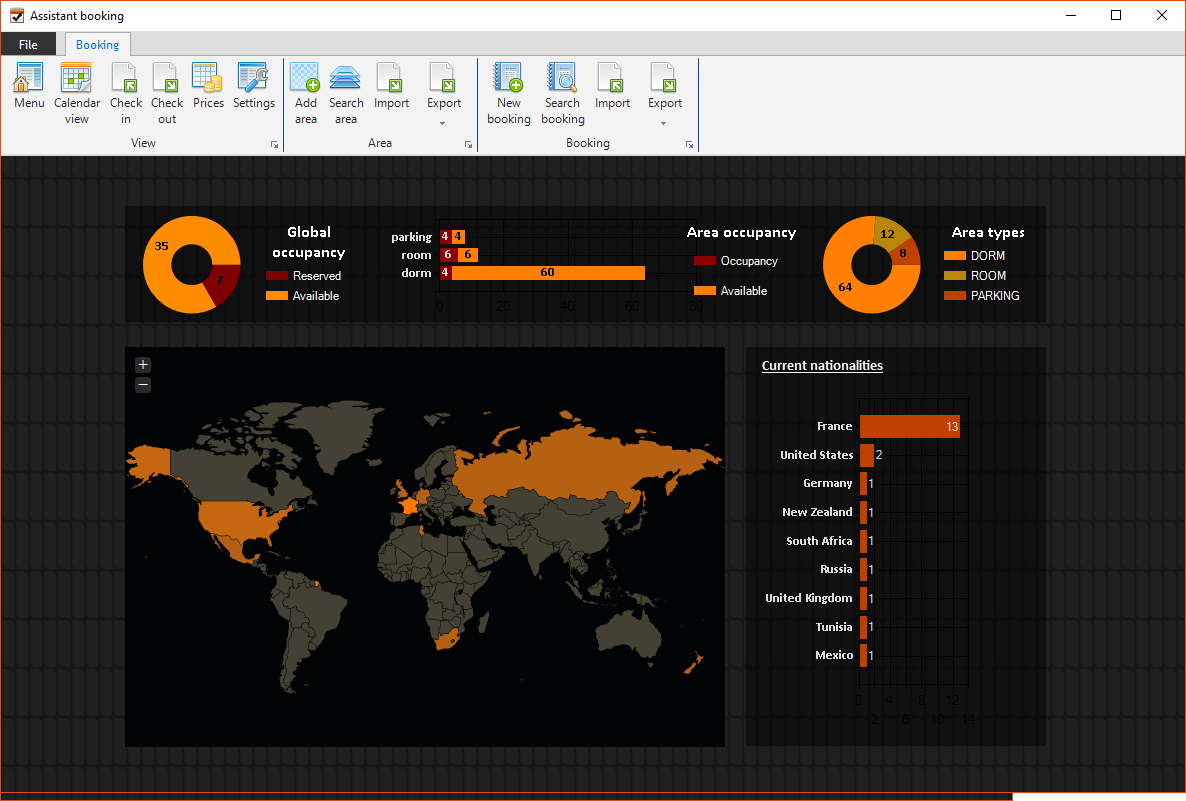 Assistant booking
File
Booking
Menu
Calendar
view
Check
in
Check
out
Prices
Settings
View
Add
area
Search
area
Import
Export
Area
New
booking
Search
booking
Import
Export
Booking
35
7
Global
occupancy
Reserved
Available
parking 4 4
room 6 6
dorm 4 60
0 20 40 60 80
Area occupancy
Occupancy
Available
12
8
64
Area types
DORM
ROOM
PARKING
+
−
Current nationalities
France 13
United States 2
Germany 1
New Zealand 1
South Africa 1
Russia 1
United Kingdom 1
Tunisia 1
Mexico 1
0 4 8 12
2 6 10 14